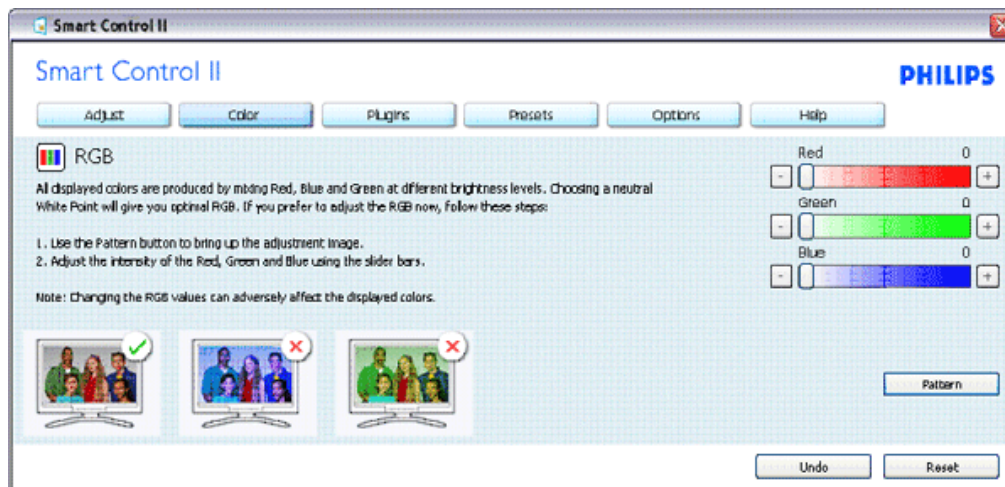 Smart Control II
Smart Control II
PHILIPS
Adjust
Color
Plugins
Presets
Options
Help
RGB
All displayed colors are produced by mixing Red, Blue and Green at different brightness levels. Choosing a neutral
White Point will give you optimal RGB. If you prefer to adjust the RGB now, follow these steps:
1. Use the Pattern button to bring up the adjustment image.
2. Adjust the intensity of the Red, Green and Blue using the slider bars.
Note: Changing the RGB values can adversely affect the displayed colors.
Red 0
- +
Green 0
- +
Blue 0
- +
Pattern
Undo
Reset